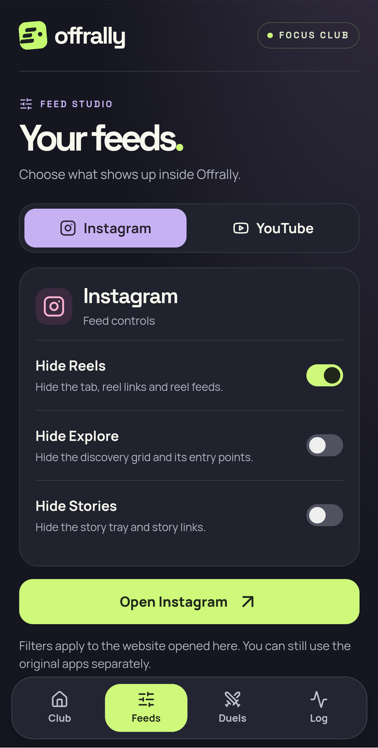 offrally
FOCUS CLUB
FEED STUDIO
Your feeds.
Choose what shows up inside Offrally.
Instagram
YouTube
Instagram
Feed controls
Hide Reels
Hide the tab, reel links and reel feeds.
Hide Explore
Hide the discovery grid and its entry points.
Hide Stories
Hide the story tray and story links.
Open Instagram
Filters apply to the website opened here. You can still use the
original apps separately.
Club
Feeds
Duels
Log